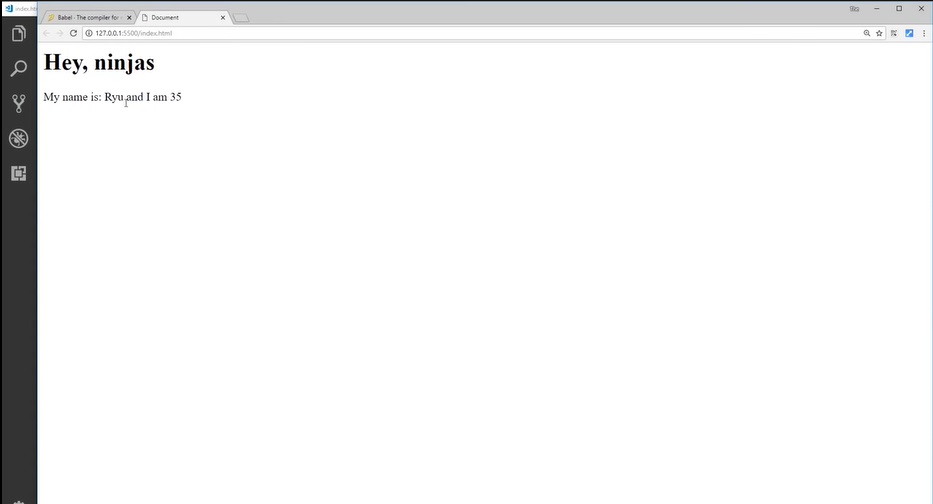 index.ht
Babel - The compiler for
Document
127.0.0.1:5500/index.html
Hey, ninjas
My name is: Ryu and I am 35